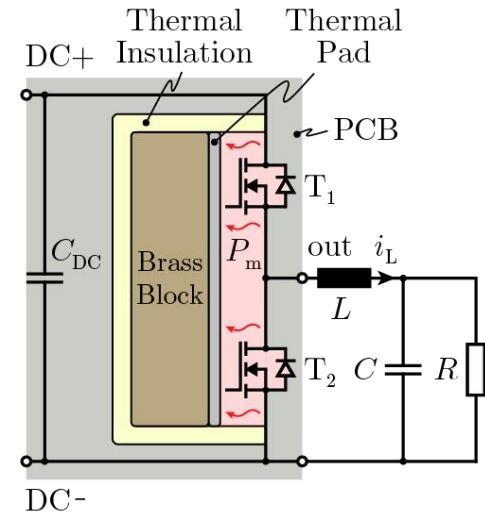 Thermal
Insulation
Thermal
Pad
DC+
PCB
T1
CDC
Brass
Block
Pm
out
iL
L
T2
C
R
DC-